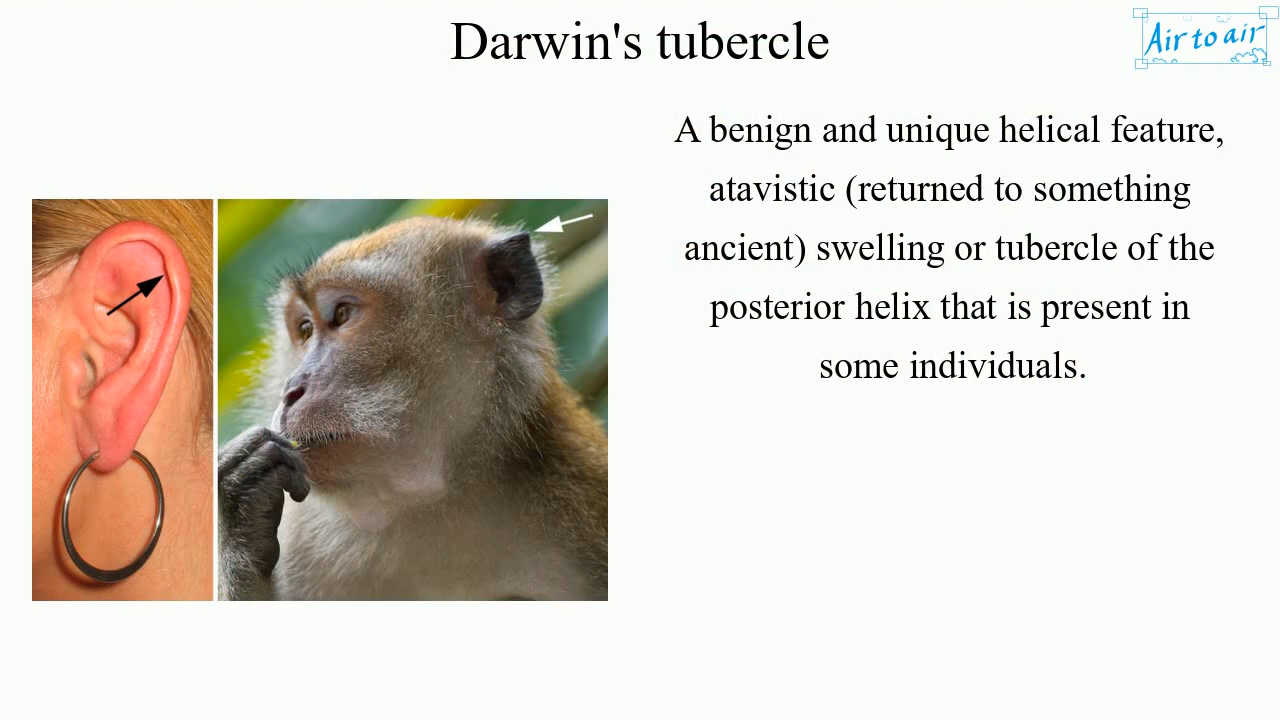 Darwin's tubercle
Air to air
A benign and unique helical feature,
atavistic (returned to something
ancient) swelling or tubercle of the
posterior helix that is present in
some individuals.